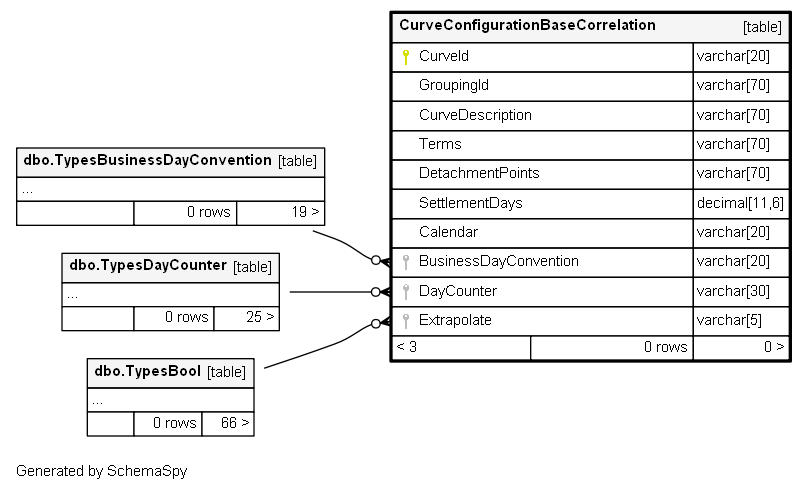 CurveConfigurationBaseCorrelation [table]
CurveId varchar[20]
GroupingId varchar[70]
CurveDescription varchar[70]
Terms varchar[70]
DetachmentPoints varchar[70]
SettlementDays decimal[11,6]
Calendar varchar[20]
BusinessDayConvention varchar[20]
DayCounter varchar[30]
Extrapolate varchar[5]
< 3 0 rows 0 >
dbo.TypesBusinessDayConvention [table]
...
0 rows 19 >
dbo.TypesDayCounter [table]
...
0 rows 25 >
dbo.TypesBool [table]
...
0 rows 66 >
Generated by SchemaSpy